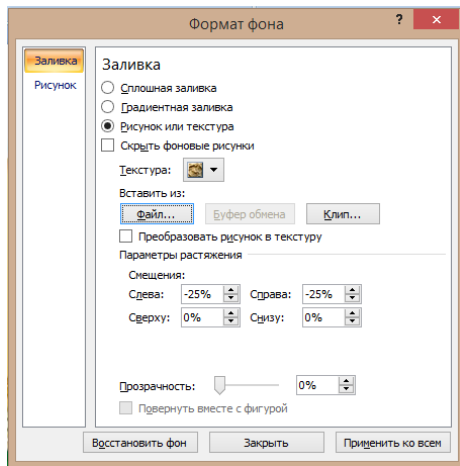 Формат фона
?
×
Заливка
Рисунок
Заливка
Сплошная заливка
Градиентная заливка
Рисунок или текстура
Скрыть фоновые рисунки
Текстура:
Вставить из:
Файл... Буфер обмена Клип...
Преобразовать рисунок в текстуру
Параметры растяжения
Смещения:
Слева: -25% Справа: -25%
Сверху: 0% Снизу: 0%
Прозрачность: 0%
Повернуть вместе с фигурой
Восстановить фон Закрыть Применить ко всем